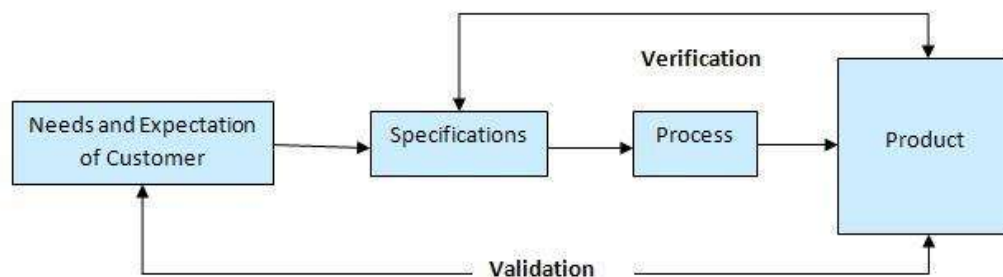 Verification
Needs and Expectation
of Customer
Specifications
Process
Product
Validation